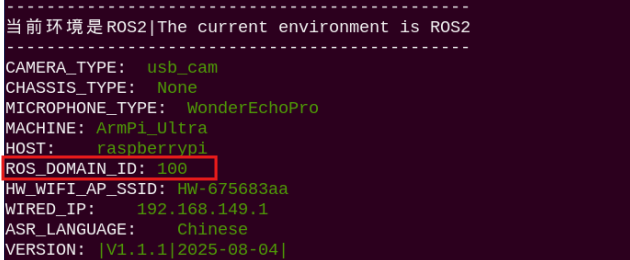 ---------------------------------------------
当前环境是ROS2|The current environment is ROS2
---------------------------------------------
CAMERA_TYPE: usb_cam
CHASSIS_TYPE: None
MICROPHONE_TYPE: WonderEchoPro
MACHINE: ArmPi_Ultra
HOST: raspberrypi
ROS_DOMAIN_ID: 100
HW_WIFI_AP_SSID: HW-675683aa
WIRED_IP: 192.168.149.1
ASR_LANGUAGE: Chinese
VERSION: |V1.1.1|2025-08-04|